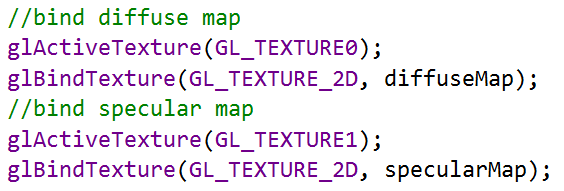 //bind diffuse map
glActiveTexture(GL_TEXTURE0);
glBindTexture(GL_TEXTURE_2D, diffuseMap);
//bind specular map
glActiveTexture(GL_TEXTURE1);
glBindTexture(GL_TEXTURE_2D, specularMap);